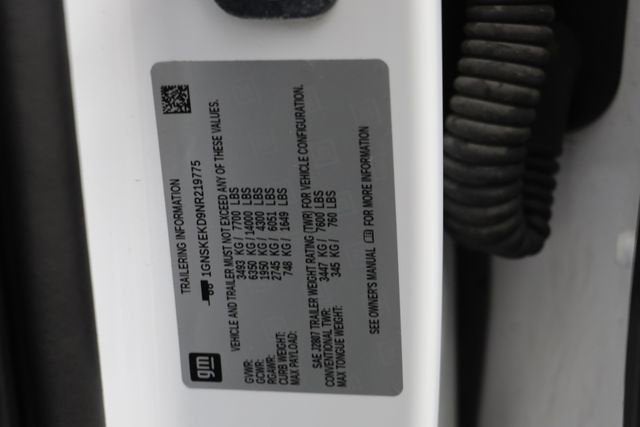 gm
TRAILERING INFORMATION
1GNSKEKD9NR219775
VEHICLE AND TRAILER MUST NOT EXCEED ANY OF THESE VALUES.
GVWR: 3493 KG/ 7700 LBS
GCWR: 6350 KG/14000 LBS
RGAWR: 1950 KG/ 4300 LBS
CURB WEIGHT: 2745 KG/ 6051 LBS
MAX PAYLOAD: 748 KG/ 1649 LBS
SAE J2807 TRAILER WEIGHT RATING (TWR) FOR VEHICLE CONFIGURATION.
CONVENTIONAL TWR: 3447 KG/ 7600 LBS
MAX TONGUE WEIGHT: 345 KG/ 760 LBS
SEE OWNER'S MANUAL FOR MORE INFORMATION